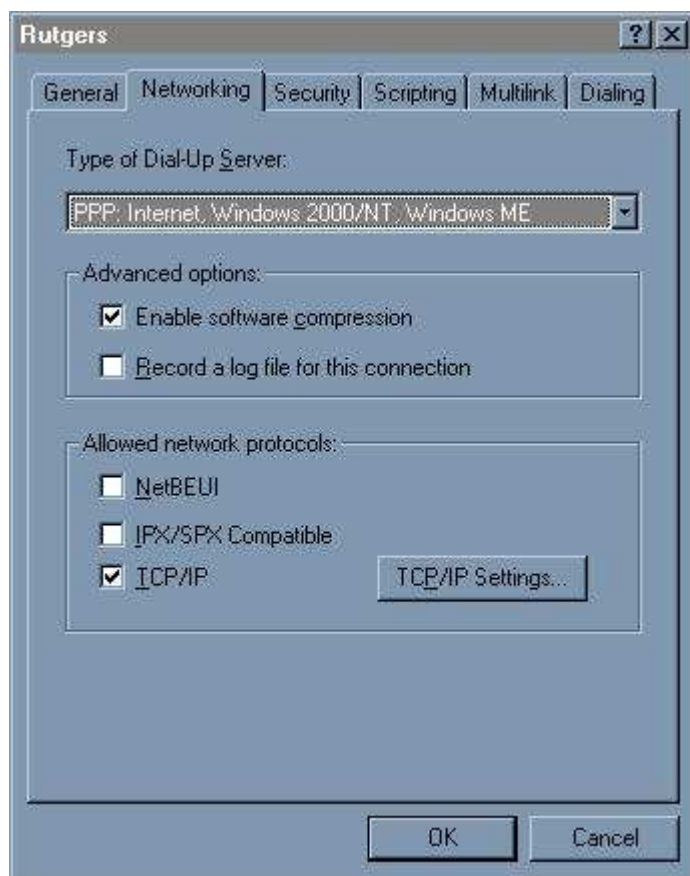 Rutgers
General Networking Security Scripting Multilink Dialing
Type of Dial-Up Server:
PPP: Internet, Windows 2000/NT, Windows ME
Advanced options:
Enable software compression
Record a log file for this connection
Allowed network protocols:
NetBEUI
IPX/SPX Compatible
TCP/IP TCP/IP Settings...
OK Cancel